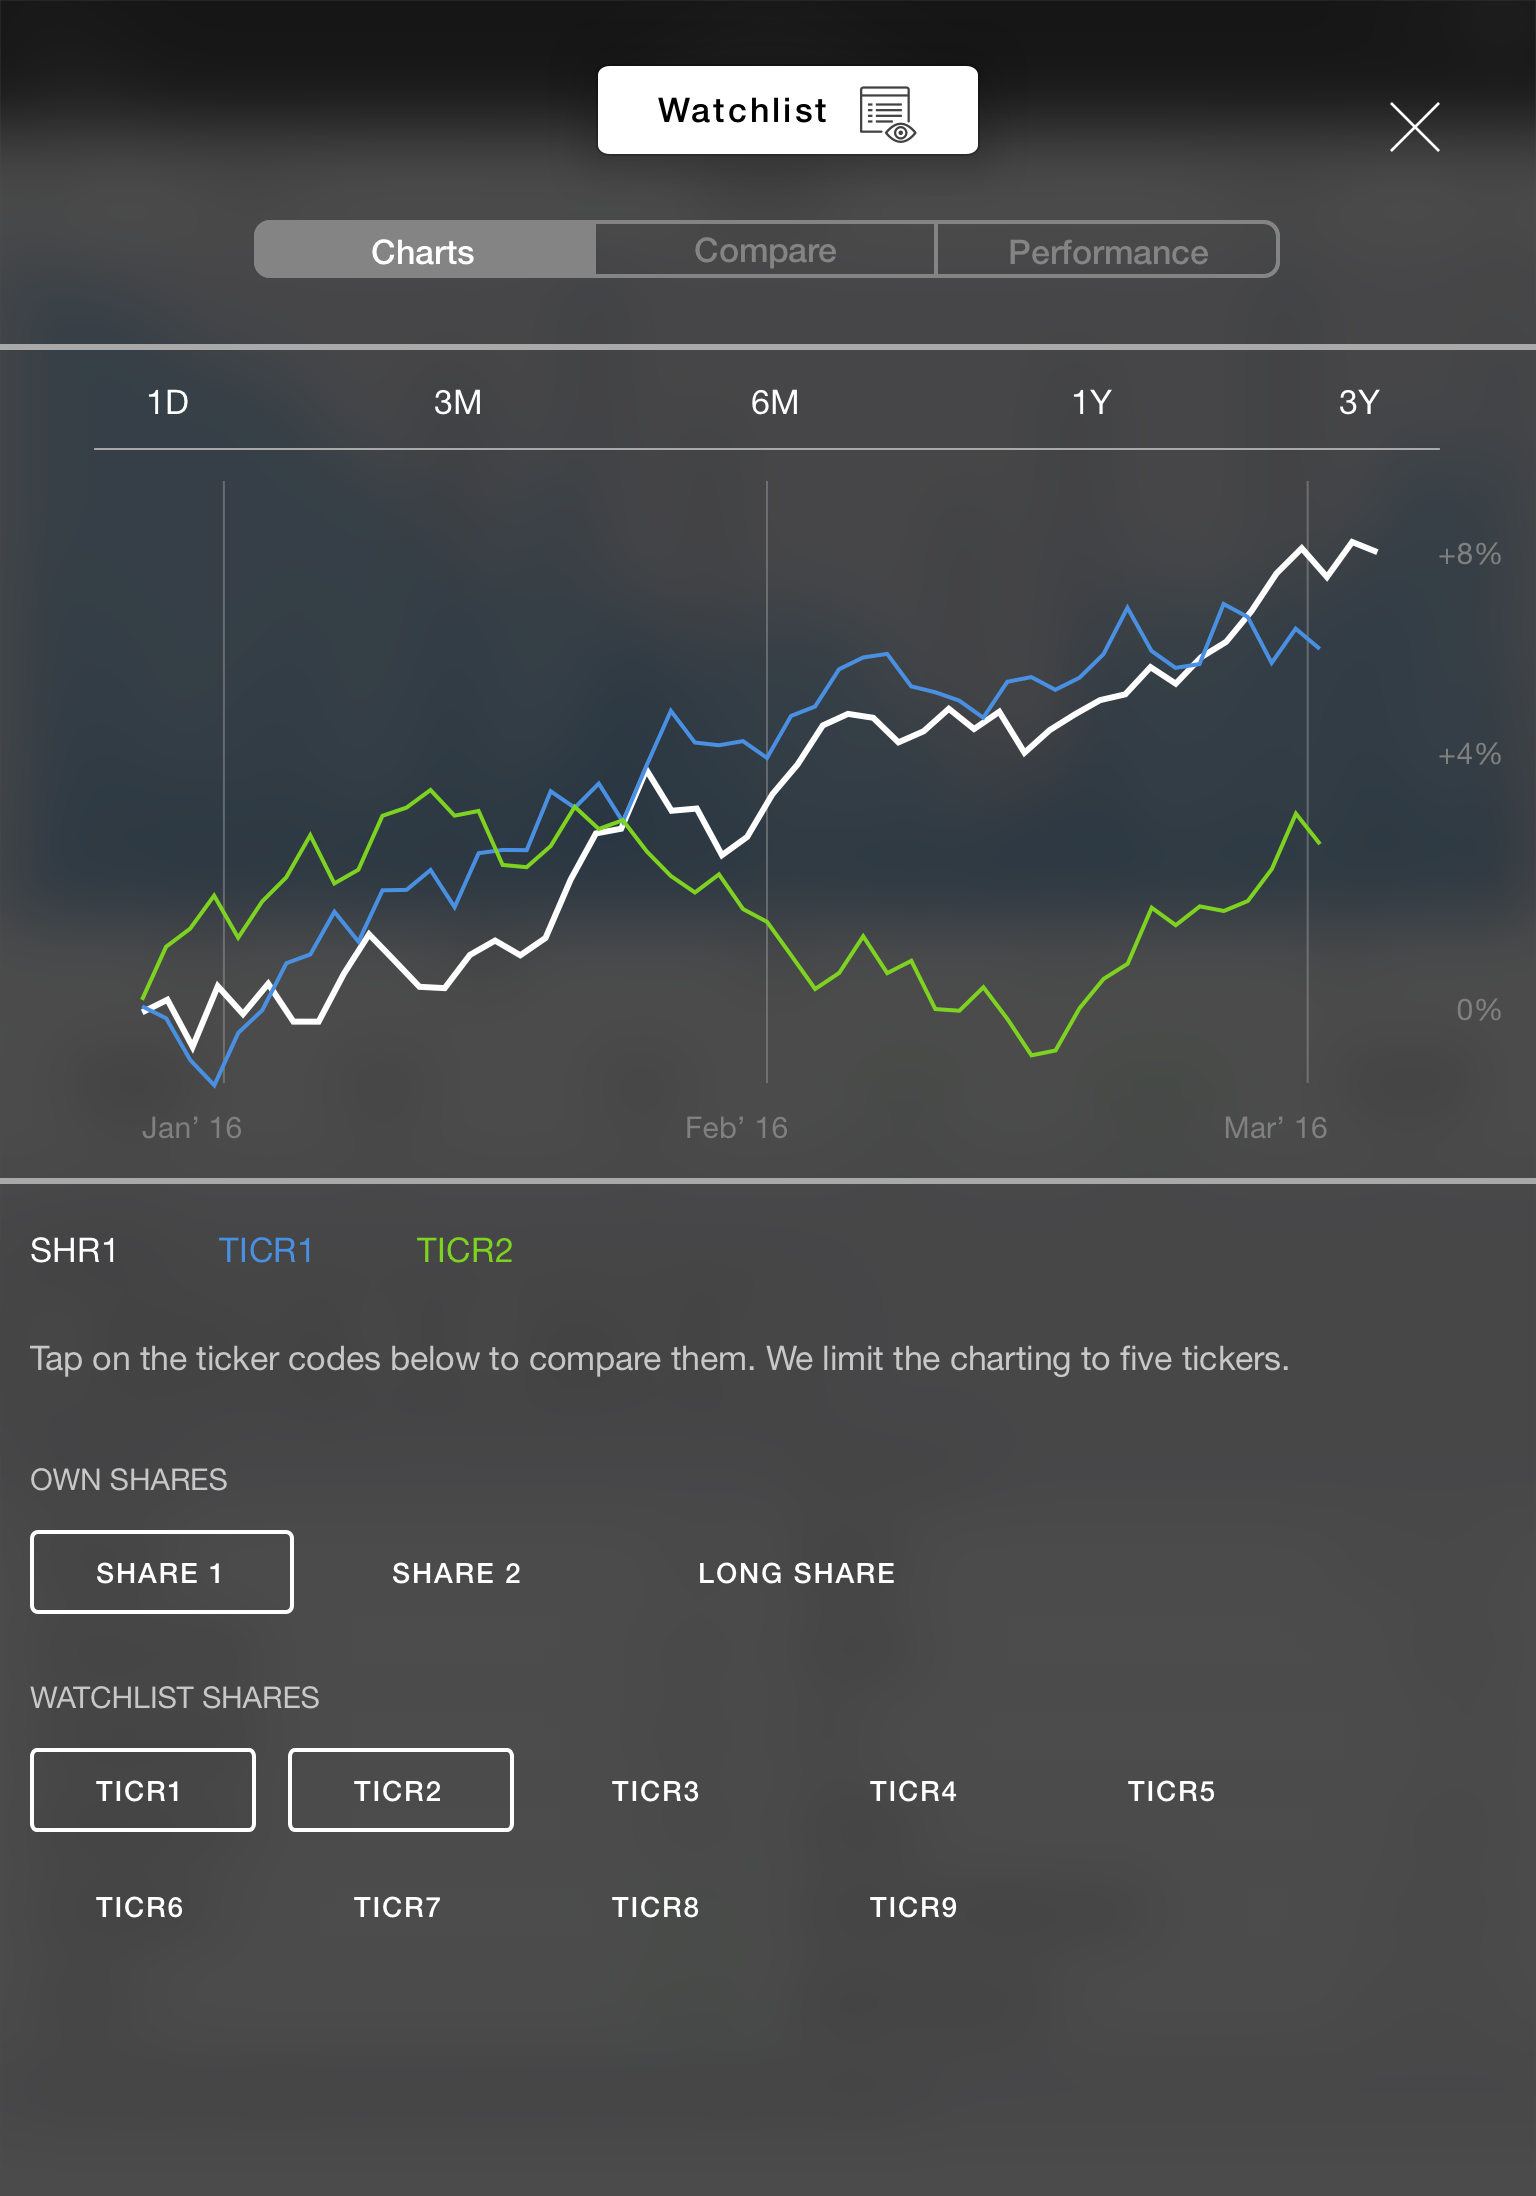 Watchlist
Charts Compare Performance
1D 3M 6M 1Y 3Y
+8%
+4%
0%
Jan’ 16 Feb’ 16 Mar’ 16
SHR1 TICR1 TICR2
Tap on the ticker codes below to compare them. We limit the charting to five tickers.
OWN SHARES
SHARE 1 SHARE 2 LONG SHARE
WATCHLIST SHARES
TICR1 TICR2 TICR3 TICR4 TICR5
TICR6 TICR7 TICR8 TICR9